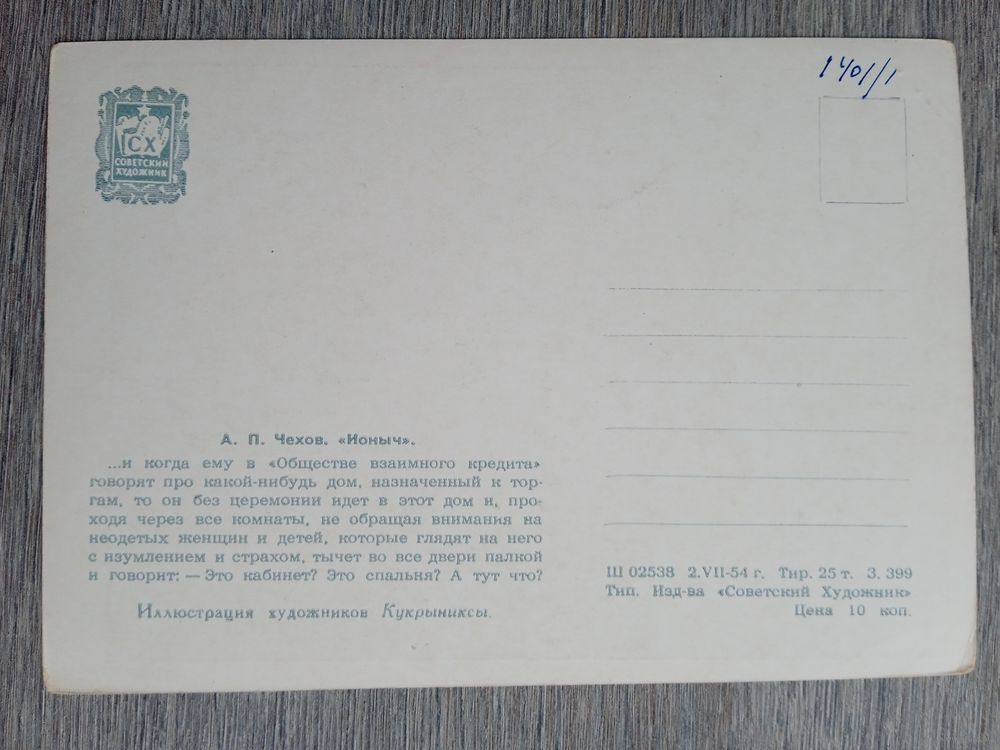 1401/1
СХ
СОВЕТСКИЙ
ХУДОЖНИК
А. П. Чехов. «Ионыч».
...и когда ему в «Обществе взаимного кредита»
говорят про какой-нибудь дом, назначенный к тор-
гам, то он без церемонии идет в этот дом и, про-
ходя через все комнаты, не обращая внимания на
неодетых женщин и детей, которые глядят на него
с изумлением и страхом, тычет во все двери палкой
и говорит: — Это кабинет? Это спальня? А тут что?
Иллюстрация художников Кукрыниксы.
Ш 02538 2.VII-54 г. Тир. 25 т. З. 399
Тип. Изд-ва «Советский Художник»
Цена 10 коп.